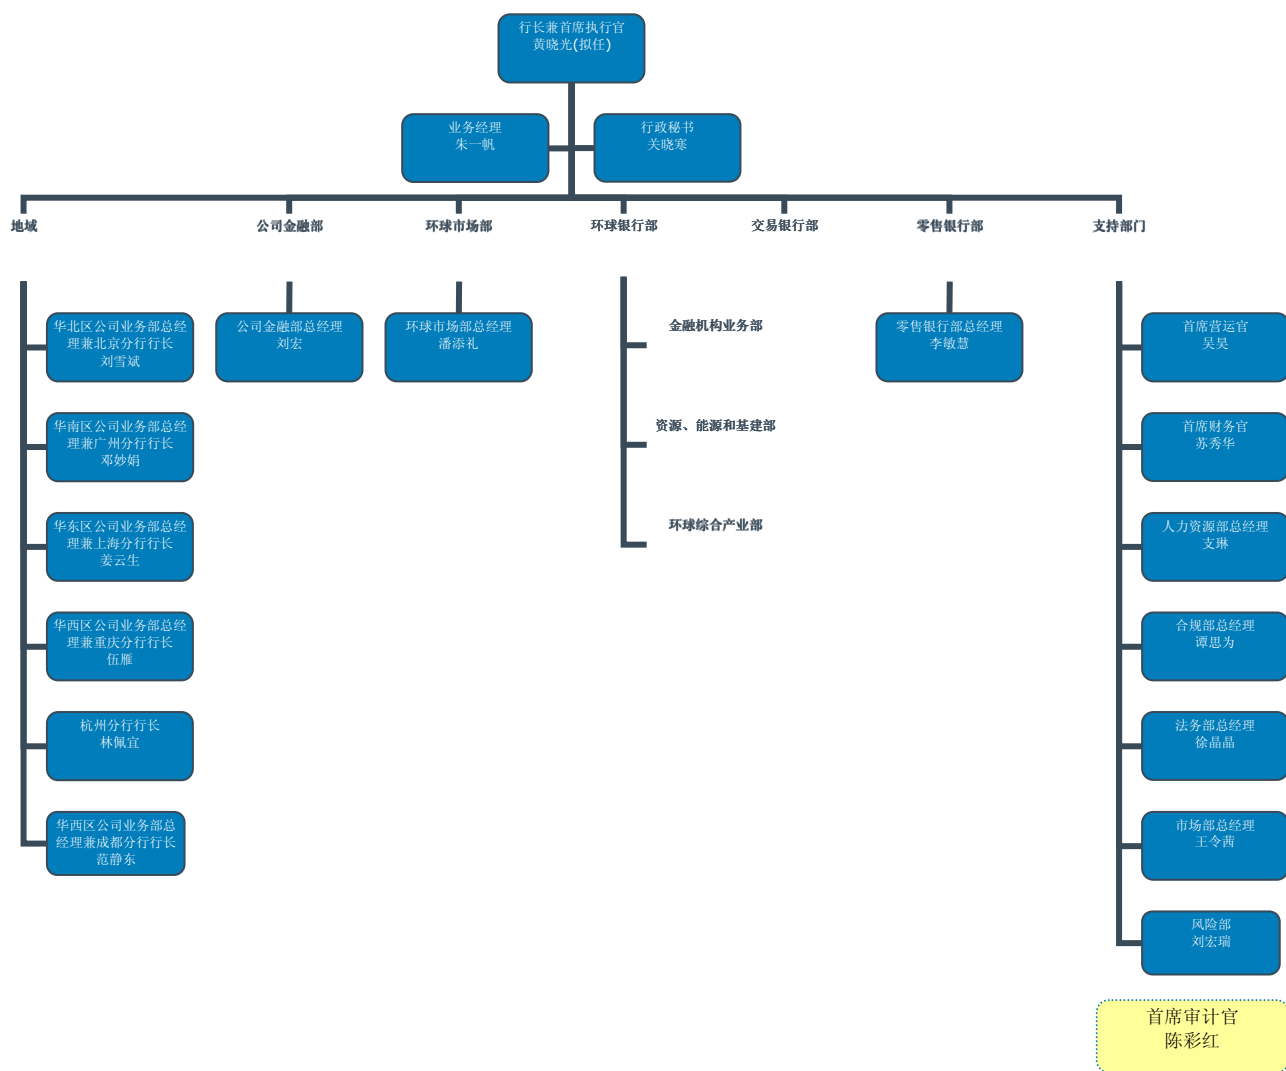 行长兼首席执行官
黄晓光(拟任)
业务经理
朱一帆
行政秘书
关晓寒
地域
公司金融部
环球市场部
环球银行部
交易银行部
零售银行部
支持部门
华北区公司业务部总经
理兼北京分行行长
刘雪斌
华南区公司业务部总经
理兼广州分行行长
邓妙娟
华东区公司业务部总经
理兼上海分行行长
姜云生
华西区公司业务部总经
理兼重庆分行行长
伍雁
杭州分行行长
林佩宜
华西区公司业务部总
经理兼成都分行行长
范静东
公司金融部总经理
刘宏
环球市场部总经理
潘添礼
金融机构业务部
资源、能源和基建部
环球综合产业部
零售银行部总经理
李敏慧
首席营运官
吴昊
首席财务官
苏秀华
人力资源部总经理
支琳
合规部总经理
谭思为
法务部总经理
徐晶晶
市场部总经理
王令茜
风险部
刘宏瑞
首席审计官
陈彩红